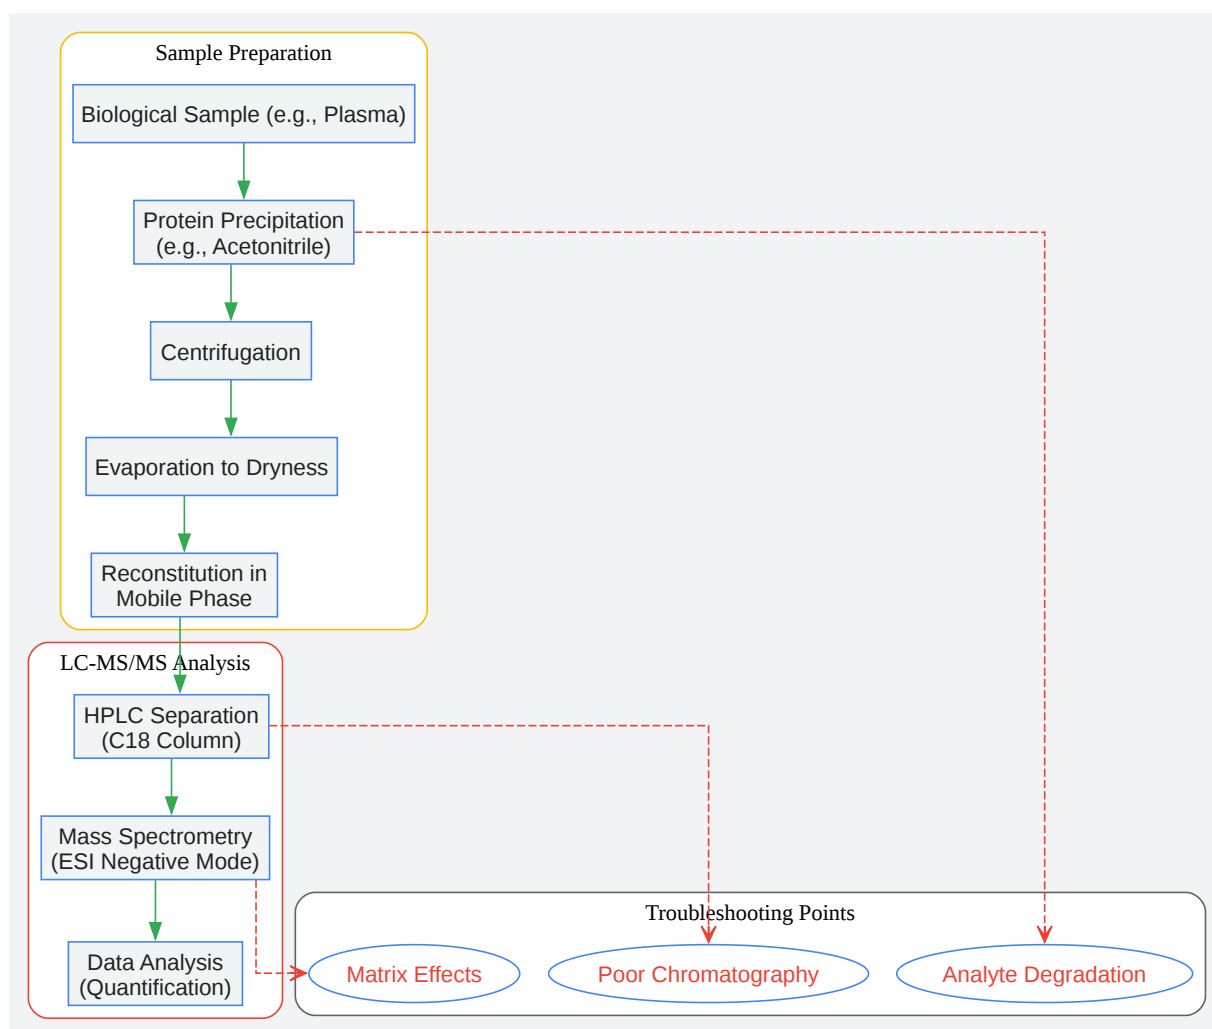 Sample Preparation
Biological Sample (e.g., Plasma)
Protein Precipitation
(e.g., Acetonitrile)
Centrifugation
Evaporation to Dryness
Reconstitution in
Mobile Phase
LC-MS/MS Analysis
HPLC Separation
(C18 Column)
Mass Spectrometry
(ESI Negative Mode)
Data Analysis
(Quantification)
Troubleshooting Points
Matrix Effects
Poor Chromatography
Analyte Degradation